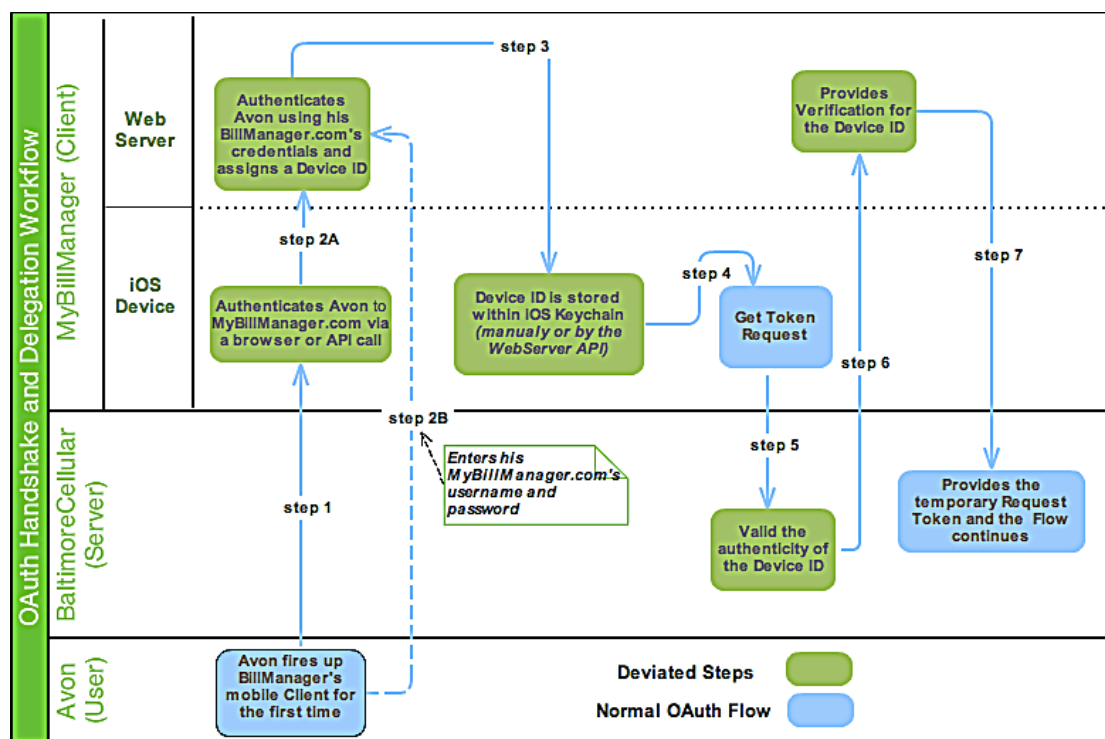 OAuth Handshake and Delegation Workflow
MyBillManager (Client)
Web
Server
iOS
Device
BaltimoreCellular
(Server)
Avon
(User)
step 3
Authenticates
Avon using his
BillManager.com's
credentials and
assigns a Device ID
Provides
Verification for
the Device ID
step 2A
step 4
step 7
Authenticates Avon to
MyBillManager.com via
a browser or API call
Device ID is stored
within iOS Keychain
(manualy or by the
WebServer API)
Get Token
Request
step 6
step 2B
Enters his
MyBillManager.com's
username and
password
step 5
step 1
Valid the
authenticity of
the Device ID
Provides the
temporary Request
Token and the Flow
continues
Avon fires up
BillManager's
mobile Client for
the first time
Deviated Steps
Normal OAuth Flow